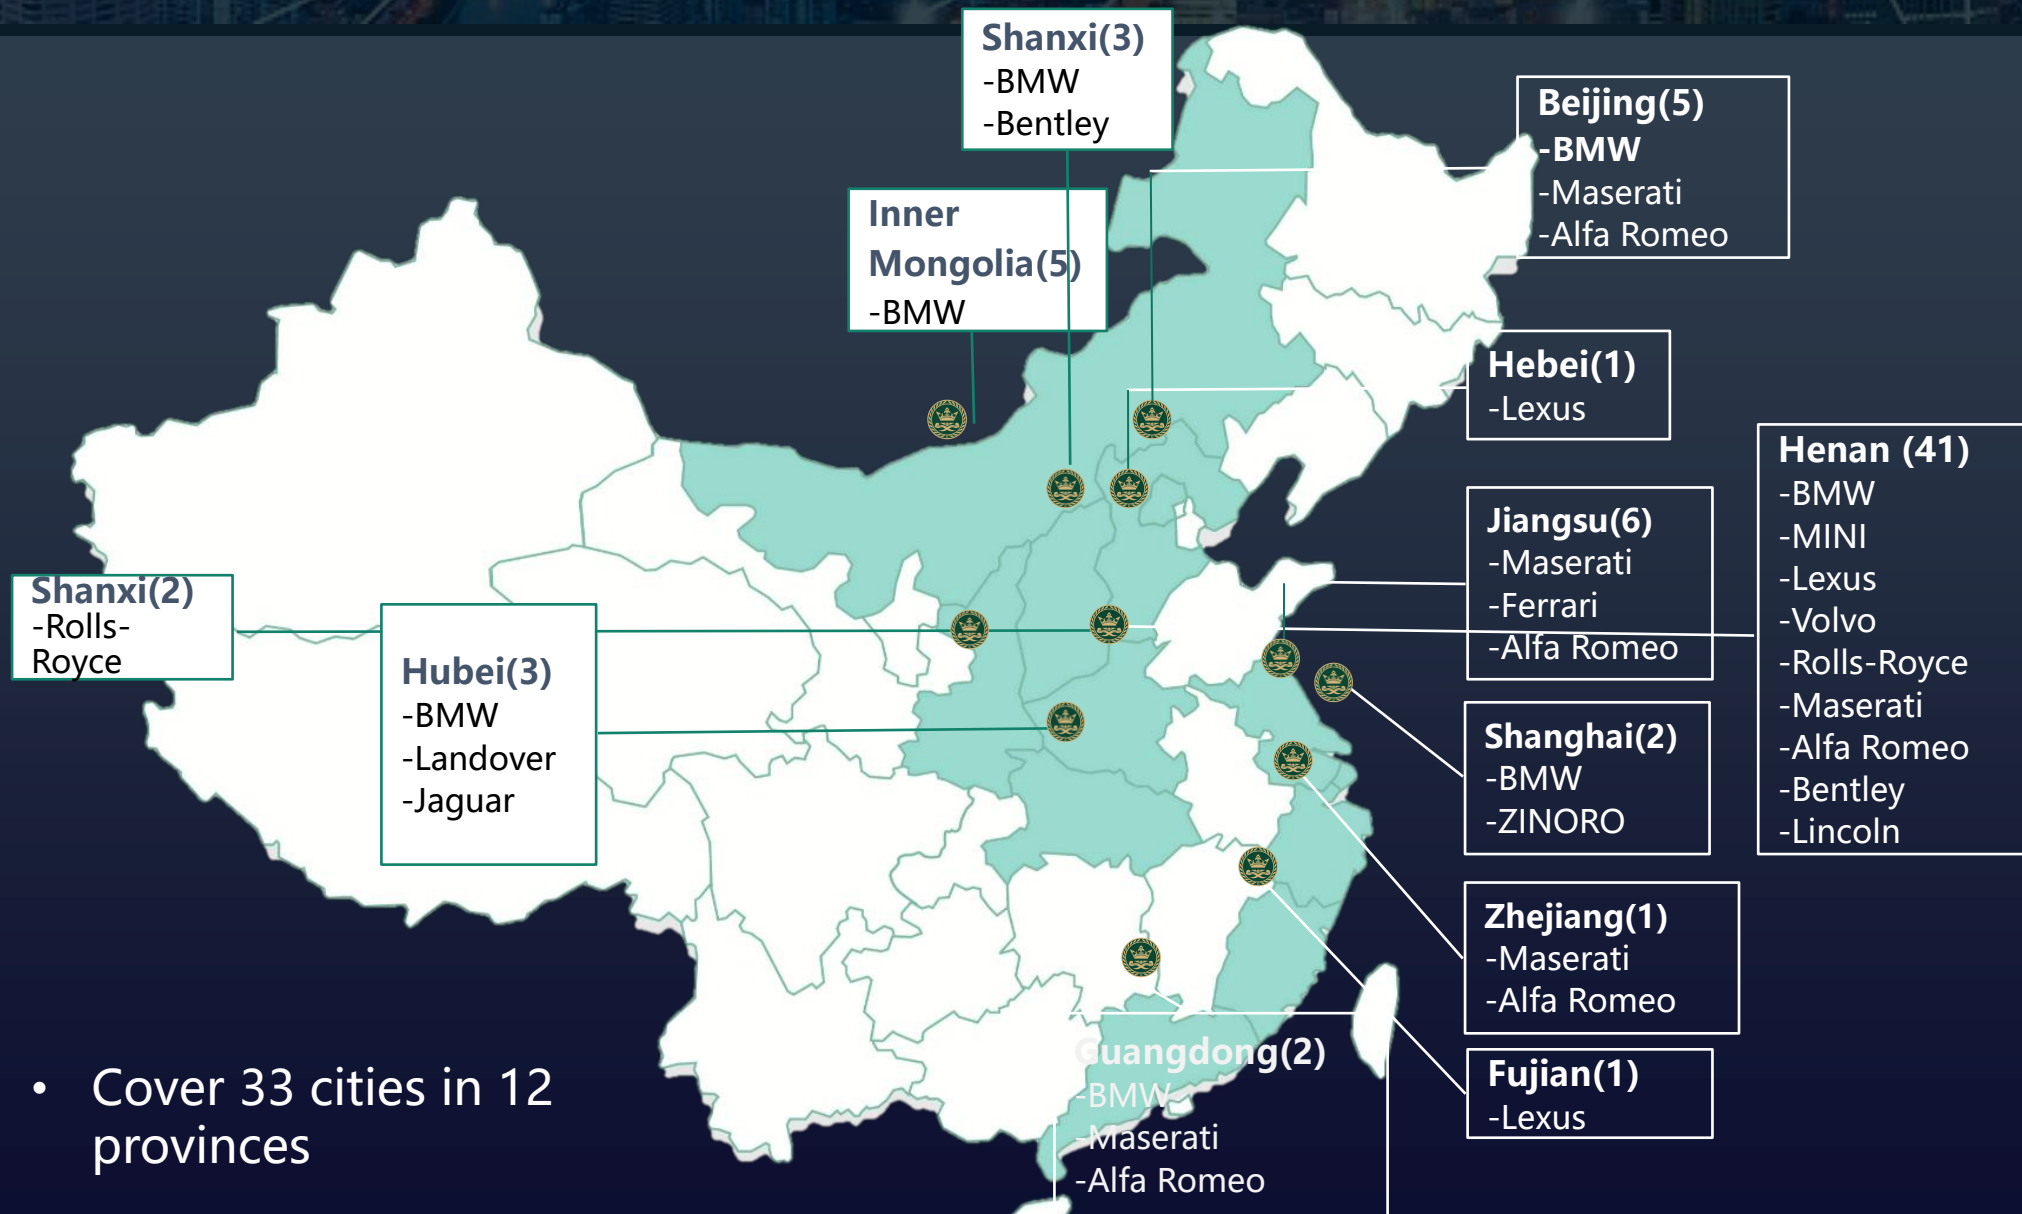 Shanxi(3)
-BMW
-Bentley
Beijing(5)
-BMW
-Maserati
-Alfa Romeo
Inner
Mongolia(5)
-BMW
Hebei(1)
-Lexus
Henan (41)
-BMW
-MINI
-Lexus
-Volvo
-Rolls-Royce
-Maserati
-Alfa Romeo
-Bentley
-Lincoln
Jiangsu(6)
-Maserati
-Ferrari
-Alfa Romeo
Shanxi(2)
-Rolls-
Royce
Hubei(3)
-BMW
-Landover
-Jaguar
Shanghai(2)
-BMW
-ZINORO
Zhejiang(1)
-Maserati
-Alfa Romeo
Guangdong(2)
-BMW
-Maserati
-Alfa Romeo
Fujian(1)
-Lexus
• Cover 33 cities in 12
provinces